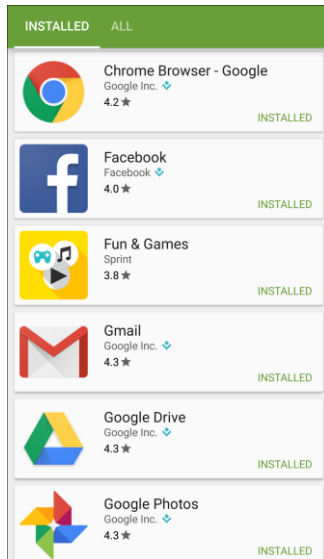 INSTALLED ALL
Chrome Browser - Google
Google Inc.
4.2★
INSTALLED
Facebook
Facebook
4.0★
INSTALLED
Fun & Games
Sprint
3.8★
INSTALLED
Gmail
Google Inc.
4.3★
INSTALLED
Google Drive
Google Inc.
4.3★
INSTALLED
Google Photos
Google Inc.
4.3★
INSTALLED